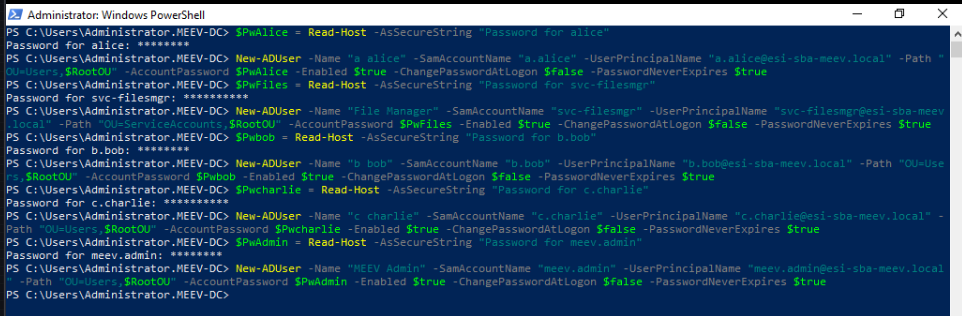 Administrator: Windows PowerShell
PS C:\Users\Administrator.MEEV-DC> $PwAlice = Read-Host -AsSecureString "Password for alice"
Password for alice: ********
PS C:\Users\Administrator.MEEV-DC> New-ADUser -Name "a alice" -SamAccountName "a.alice" -UserPrincipalName "a.alice@esi-sba-meev.local" -Path "
OU=Users,$RootOU" -AccountPassword $PwAlice -Enabled $true -ChangePasswordAtLogon $false -PasswordNeverExpires $true
PS C:\Users\Administrator.MEEV-DC> $PwFiles = Read-Host -AsSecureString "Password for svc-filesmgr"
Password for svc-filesmgr: **********
PS C:\Users\Administrator.MEEV-DC> New-ADUser -Name "File Manager" -SamAccountName "svc-filesmgr" -UserPrincipalName "svc-filesmgr@esi-sba-meev
.local" -Path "OU=ServiceAccounts,$RootOU" -AccountPassword $PwFiles -Enabled $true -ChangePasswordAtLogon $false -PasswordNeverExpires $true
PS C:\Users\Administrator.MEEV-DC> $Pwbob = Read-Host -AsSecureString "Password for b.bob"
Password for b.bob: ********
PS C:\Users\Administrator.MEEV-DC> New-ADUser -Name "b bob" -SamAccountName "b.bob" -UserPrincipalName "b.bob@esi-sba-meev.local" -Path "OU=Use
rs,$RootOU" -AccountPassword $Pwbob -Enabled $true -ChangePasswordAtLogon $false -PasswordNeverExpires $true
PS C:\Users\Administrator.MEEV-DC> $Pwcharlie = Read-Host -AsSecureString "Password for c.charlie"
Password for c.charlie: **********
PS C:\Users\Administrator.MEEV-DC> New-ADUser -Name "c charlie" -SamAccountName "c.charlie" -UserPrincipalName "c.charlie@esi-sba-meev.local" -
Path "OU=Users,$RootOU" -AccountPassword $Pwcharlie -Enabled $true -ChangePasswordAtLogon $false -PasswordNeverExpires $true
PS C:\Users\Administrator.MEEV-DC> $PwAdmin = Read-Host -AsSecureString "Password for meev.admin"
Password for meev.admin: ********
PS C:\Users\Administrator.MEEV-DC> New-ADUser -Name "MEEV Admin" -SamAccountName "meev.admin" -UserPrincipalName "meev.admin@esi-sba-meev.local
" -Path "OU=Users,$RootOU" -AccountPassword $PwAdmin -Enabled $true -ChangePasswordAtLogon $false -PasswordNeverExpires $true
PS C:\Users\Administrator.MEEV-DC>